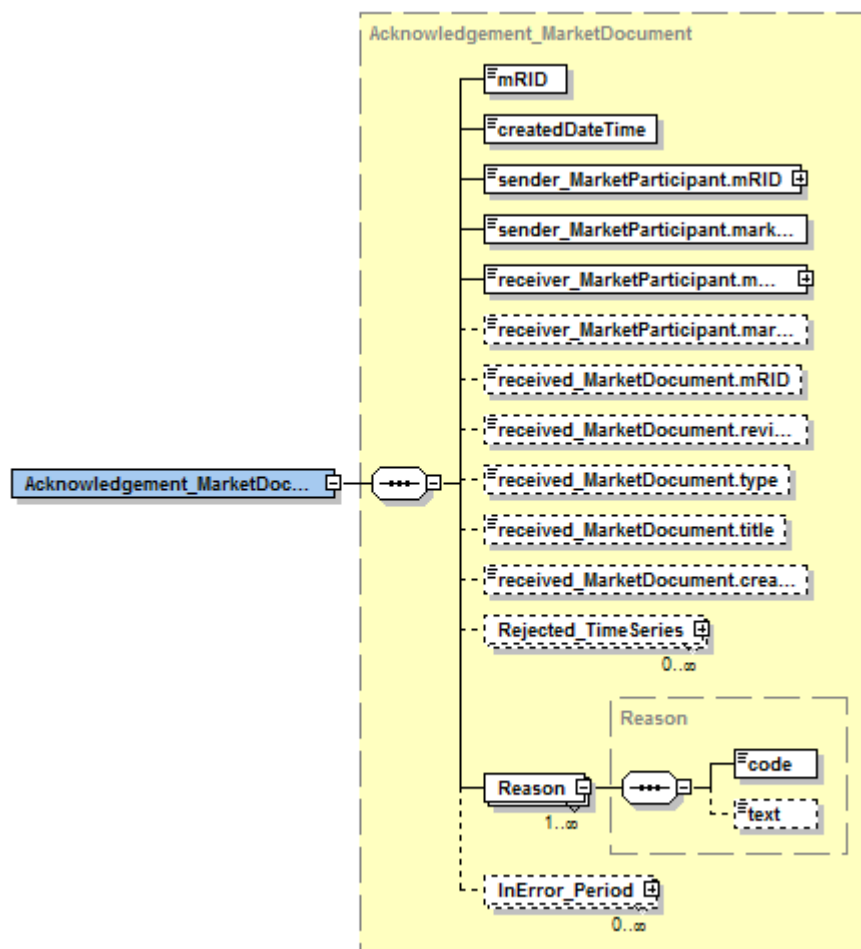 Acknowledgement_MarketDocument
mRID
createdDateTime
sender_MarketParticipant.mRID
sender_MarketParticipant.mark...
receiver_MarketParticipant.m...
receiver_MarketParticipant.mar...
received_MarketDocument.mRID
received_MarketDocument.revi...
Acknowledgement_MarketDoc...
received_MarketDocument.type
received_MarketDocument.title
received_MarketDocument.crea...
Rejected_TimeSeries
0..∞
Reason
Reason
1..∞
code
text
InError_Period
0..∞